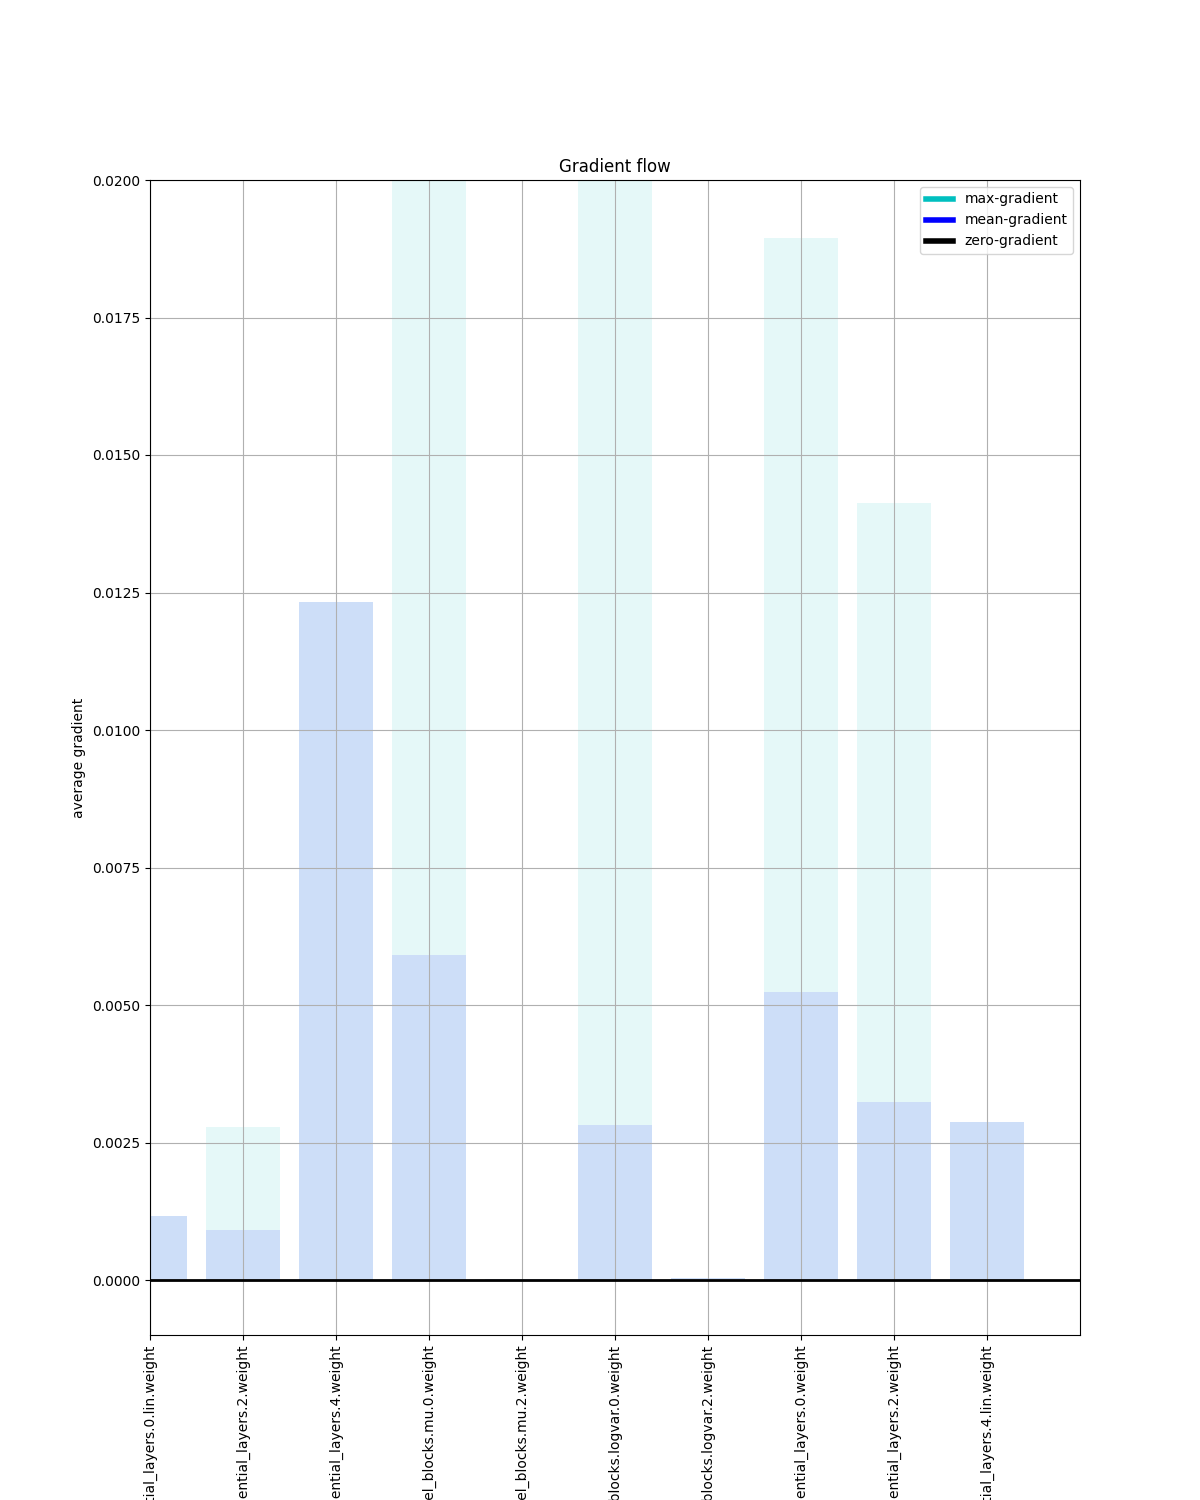 Gradient flow
0.0200
0.0175
0.0150
0.0125
0.0100
0.0075
0.0050
0.0025
0.0000
average gradient
max-gradient
mean-gradient
zero-gradient
tial_layers.0.lin.weight
ential_layers.2.weight
ential_layers.4.weight
el_blocks.mu.0.weight
el_blocks.mu.2.weight
blocks.logvar.0.weight
blocks.logvar.2.weight
ential_layers.0.weight
ential_layers.2.weight
tial_layers.4.lin.weight